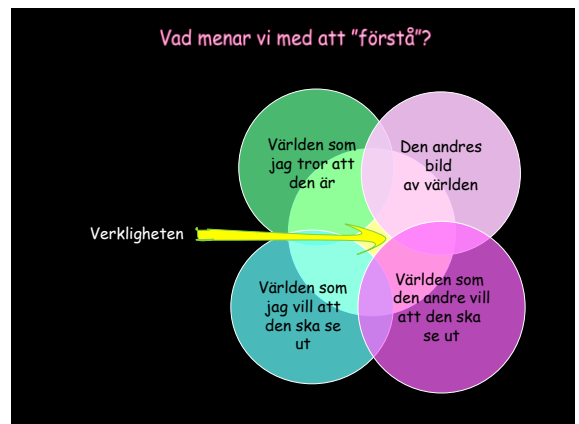 Vad menar vi med att ”förstå”?
Världen som
jag tror att
den är
Den andres
bild
av världen
Verkligheten
Världen som
jag vill att
den ska se
ut
Världen som
den andre vill
att den ska
se ut